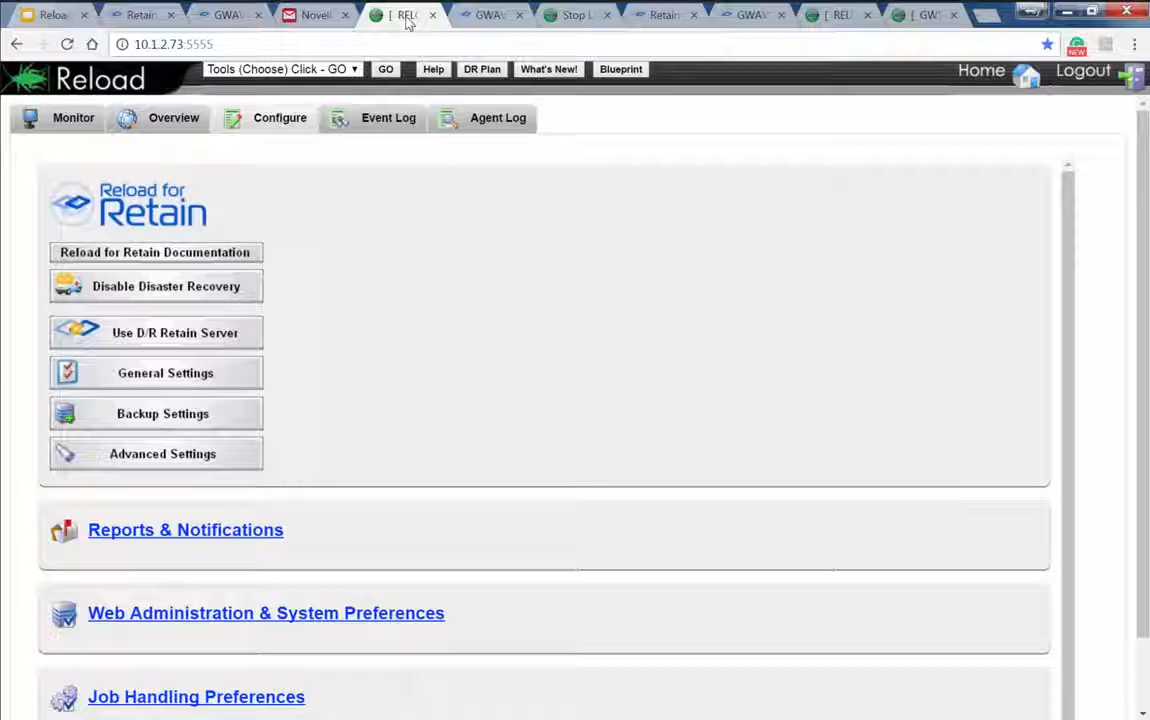 Reloa
Retain
GWAV
Novell
[ REL
GWAV
Stop L
Retain
GWAV
[ REL
[ GW
10.1.2.73:5555
NEW
Reload
Tools (Choose) Click - GO
GO
Help
DR Plan
What's New!
Blueprint
Home
Logout
Monitor
Overview
Configure
Event Log
Agent Log
Reload for
Retain
Reload for Retain Documentation
Disable Disaster Recovery
Use D/R Retain Server
General Settings
Backup Settings
Advanced Settings
Reports & Notifications
Web Administration & System Preferences
Job Handling Preferences